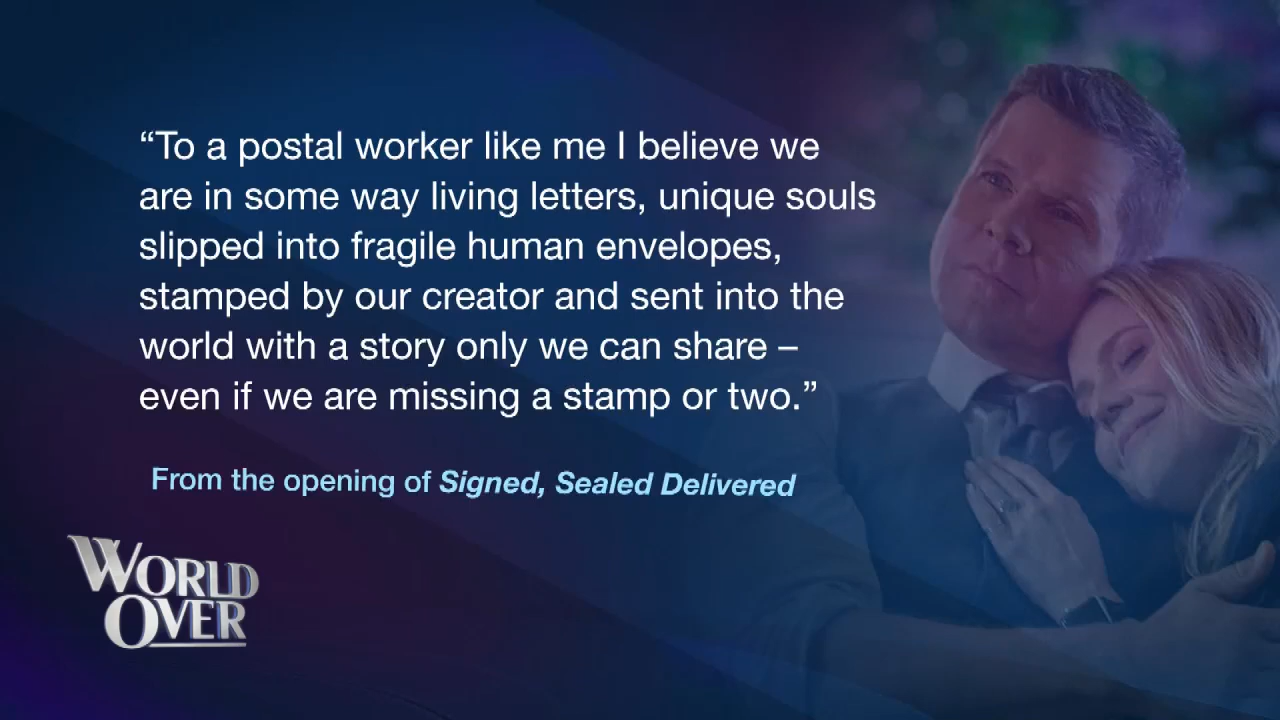 “To a postal worker like me I believe we
are in some way living letters, unique souls
slipped into fragile human envelopes,
stamped by our creator and sent into the
world with a story only we can share –
even if we are missing a stamp or two.”
From the opening of Signed, Sealed Delivered
WORLD
OVER